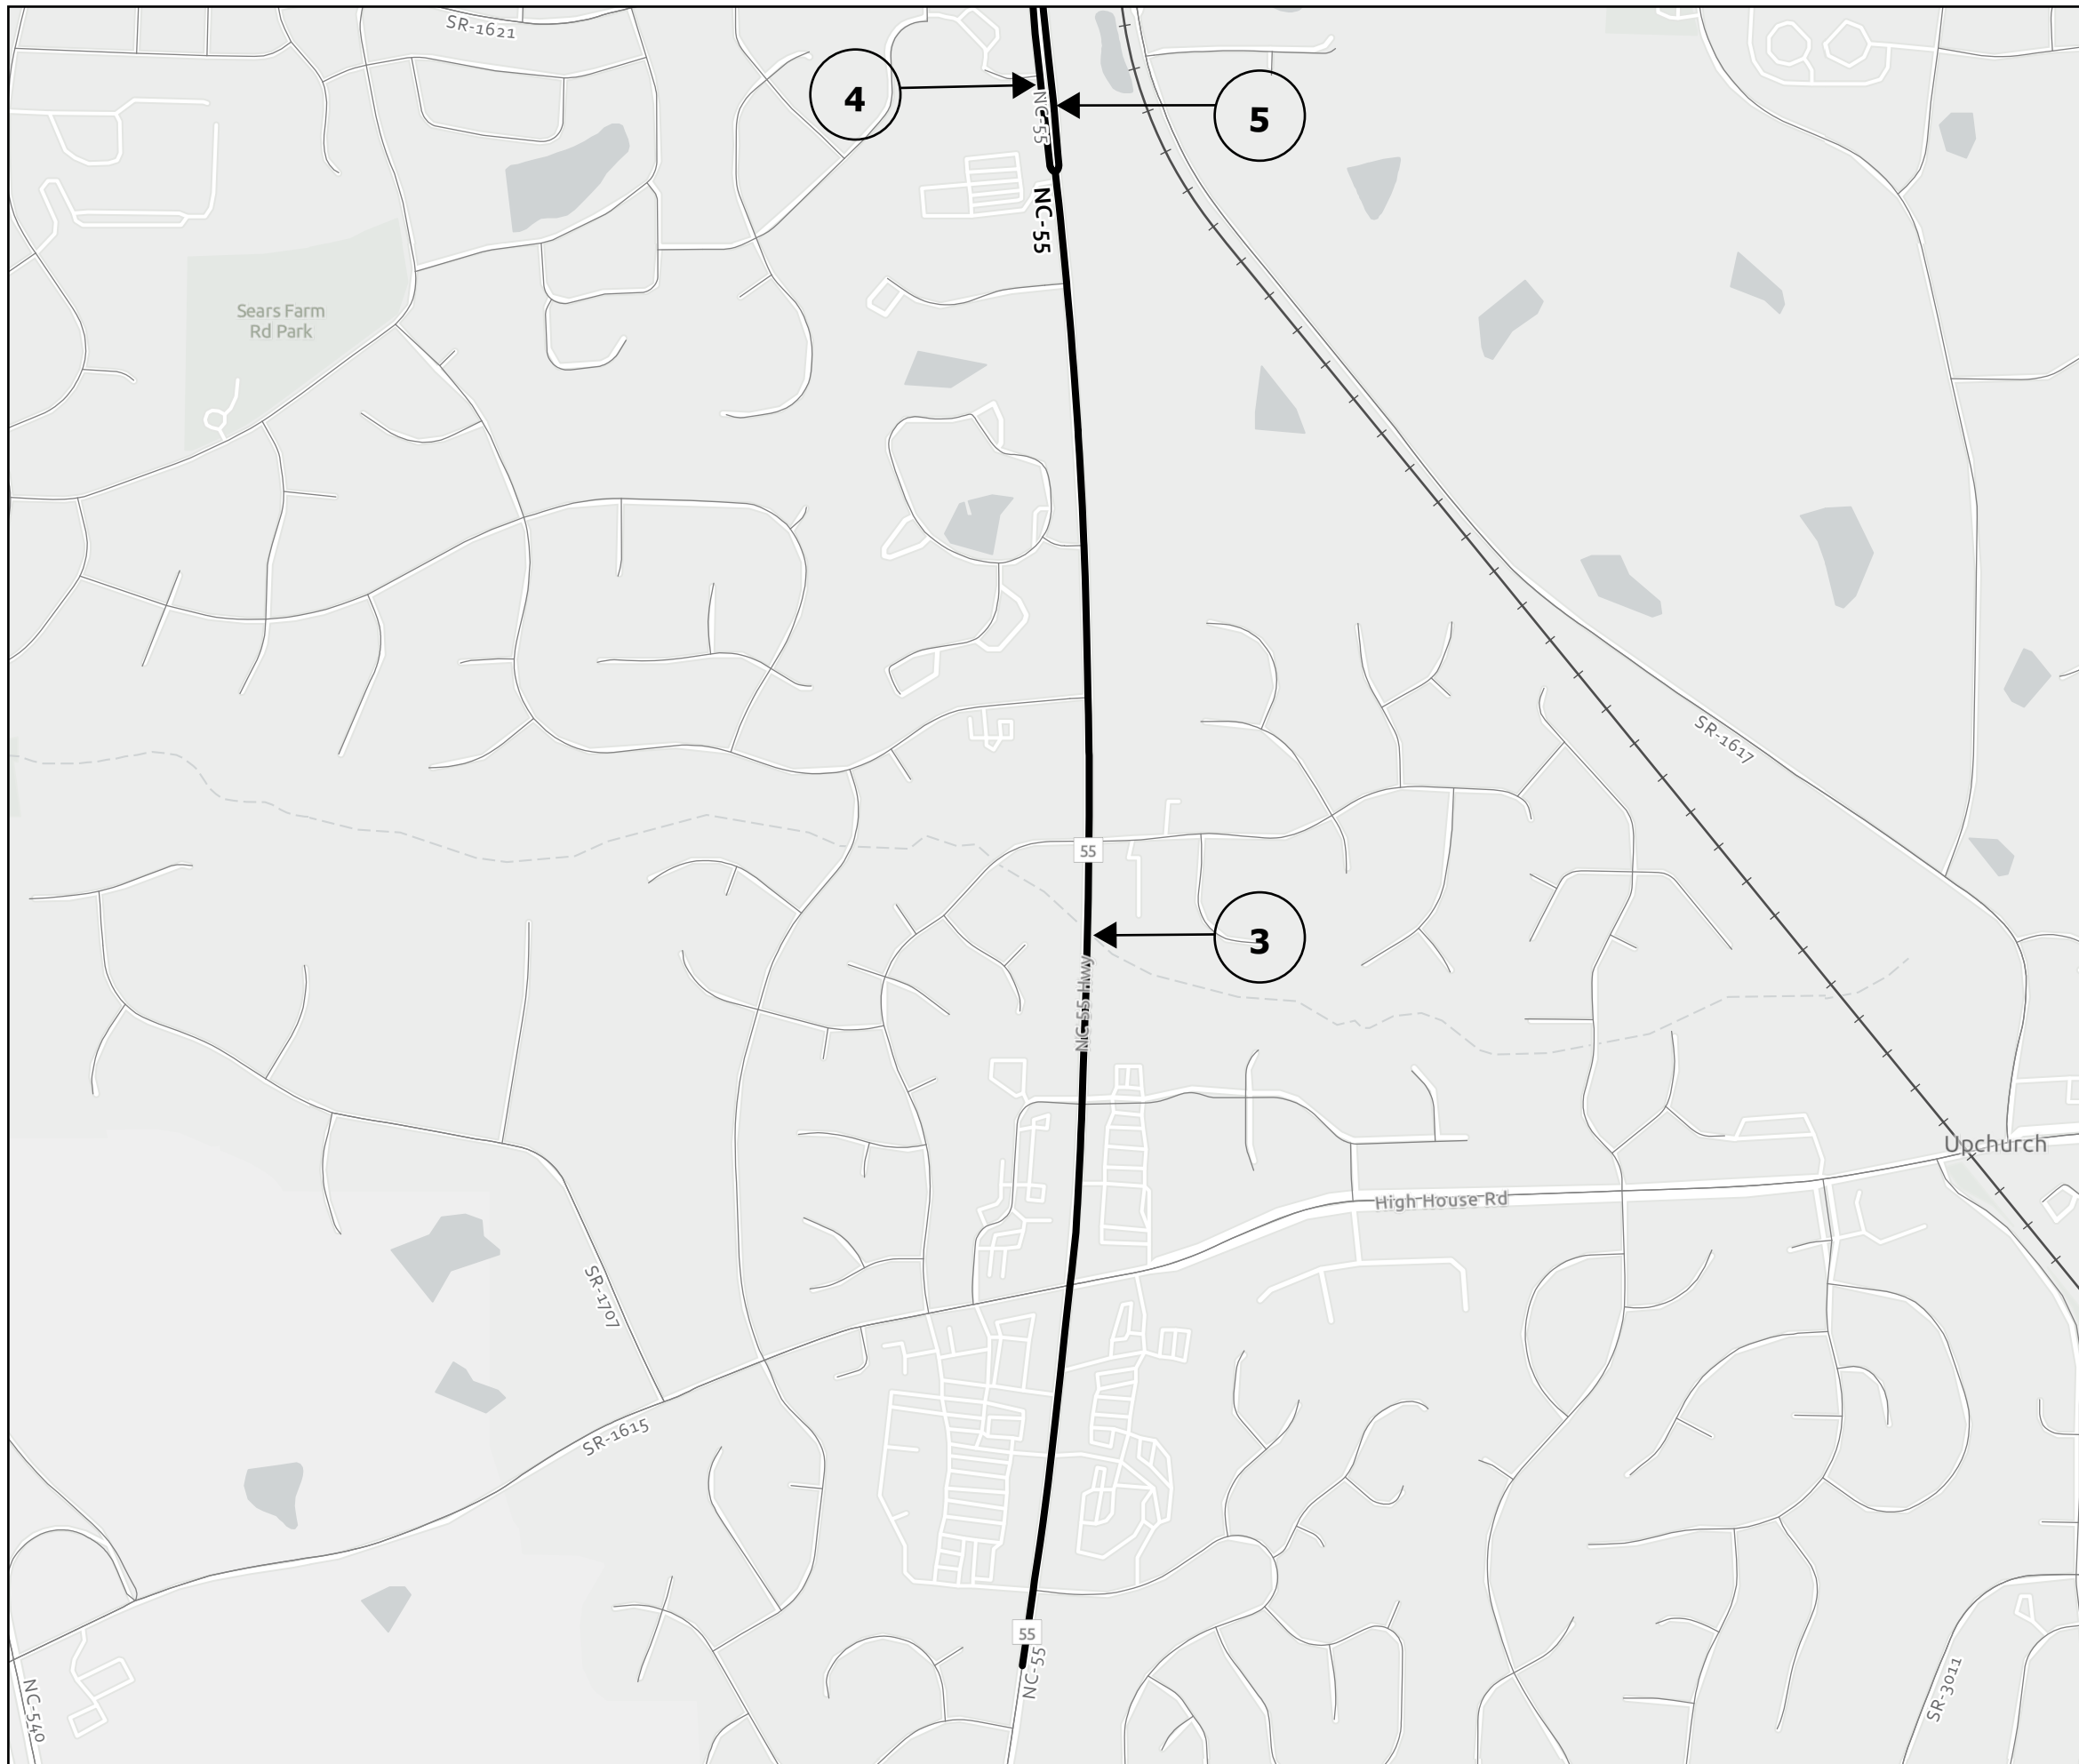 SR-1621
4
5
NC-55
NC-55
Sears Farm
Rd Park
SR-1617
55
3
NC-55 Hwy
Upchurch
High House Rd
SR-1707
SR-1615
55
NC-55
NC-540
SR-3011